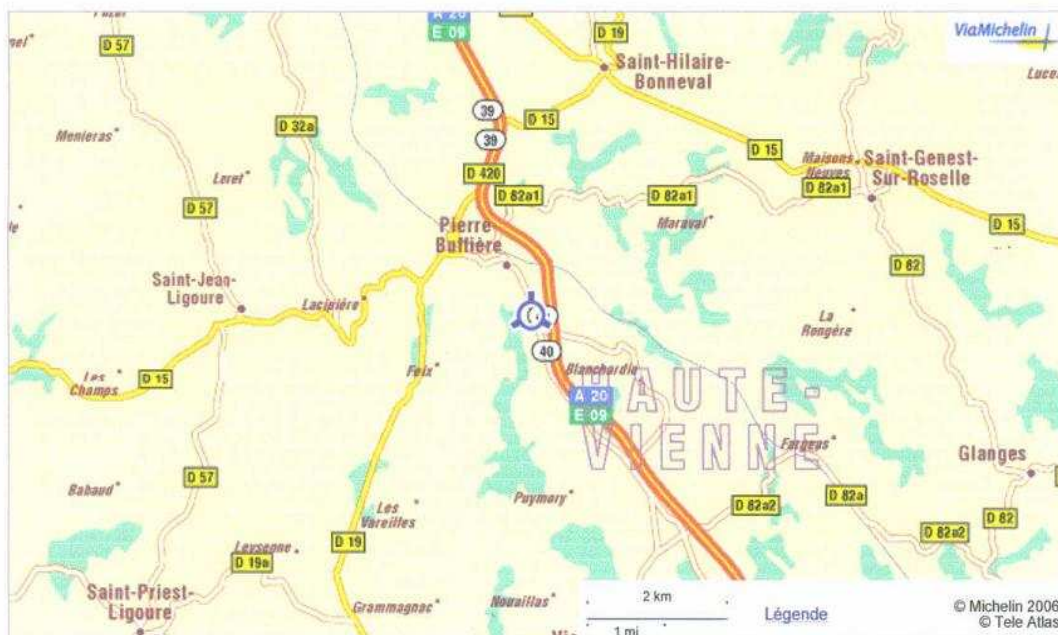 A 20
E 09
D 57
D 19
ViaMichelin
Saint-Hilaire-
Bonneval
39
D 15
Menieras
D 32a
39
D 15
Maisons
Neuves
Saint-Genest-
Sur-Roselle
D 420
Loret
D 82a1
D 82a1
D 82a1
D 57
Maraval
D 15
Pierre
Buffière
D 82
Saint-Jean-
Ligoure
Lacipière
La
Rongère
40
Les
Champs
D 15
Feix
Blanchardie
A 20
E 09
HAUTE-
VIENNE
Fargeas
Glanges
D 57
Babaud
Puymory
D 82a2
D 82a
D 82
Les
Vareilles
D 82a2
Leyssenne
D 19a
D 19
Saint-Priest-
Ligoure
Grammagnac
Nouaillas
2 km
1 mi
Légende
© Michelin 2006
© Tele Atlas